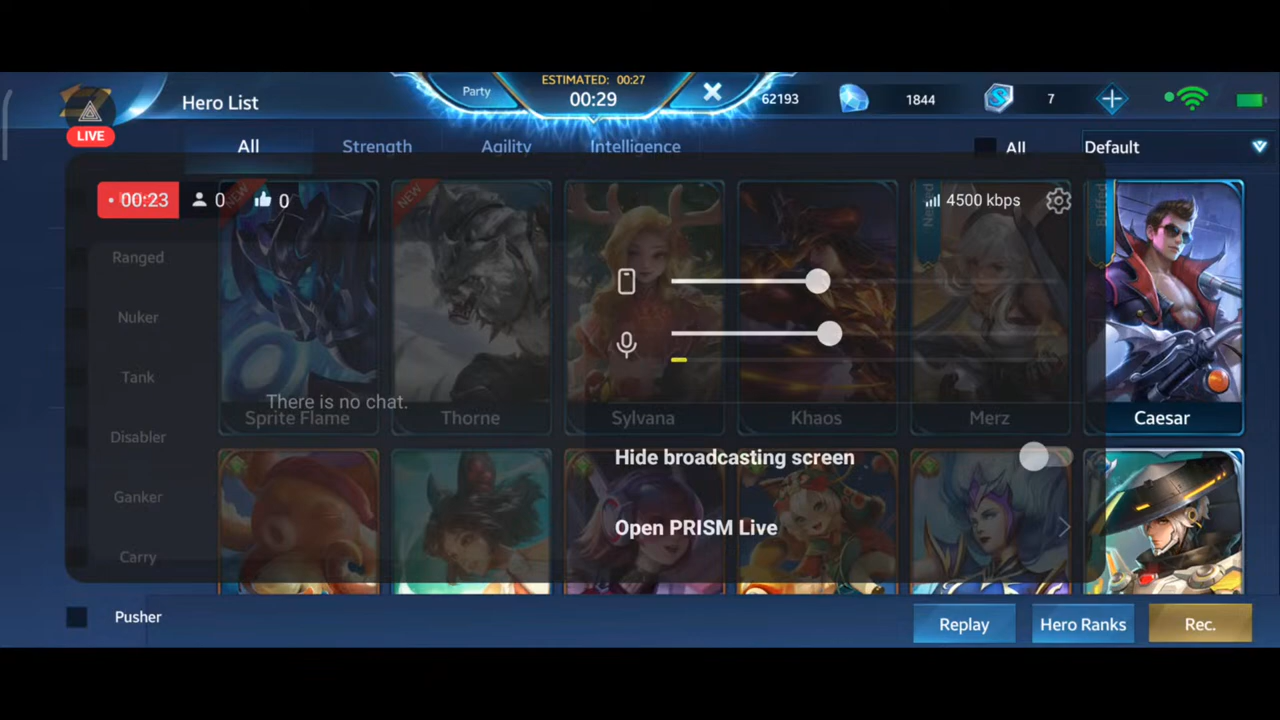 ESTIMATED: 00:27
Party
00:29
Hero List
62193
1844
7
LIVE
All
Strength
Agility
Intelligence
All
Default
00:23
0
0
NEW
NEW
4500 kbps
Nerfed
Buffed
Ranged
Nuker
Tank
Disabler
Ganker
Carry
Pusher
There is no chat.
Sprite Flame
Thorne
Sylvana
Khaos
Merz
Caesar
Hide broadcasting screen
Open PRISM Live
Replay
Hero Ranks
Rec.